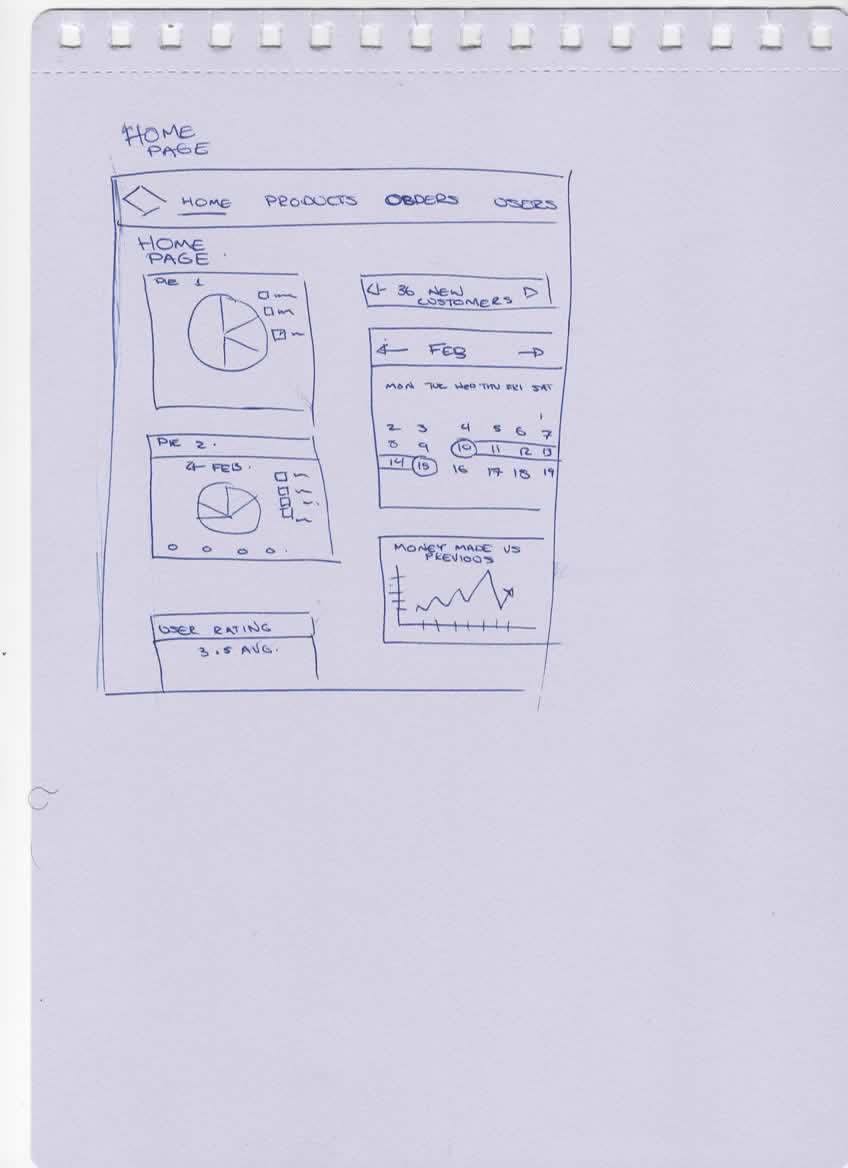 HOME
PAGE
HOME PRODUCTS ORDERS USERS
HOME
PAGE.
PIE 1
36 NEW
CUSTOMERS
FEB
MON TUE WED THU FRI SAT
1
2 3 4 5 6 7
8 9 10 11 12 13
14 15 16 17 18 19
PIE 2.
FEB.
MONEY MADE VS
PREVIOUS
USER RATING
3.5 AVG.